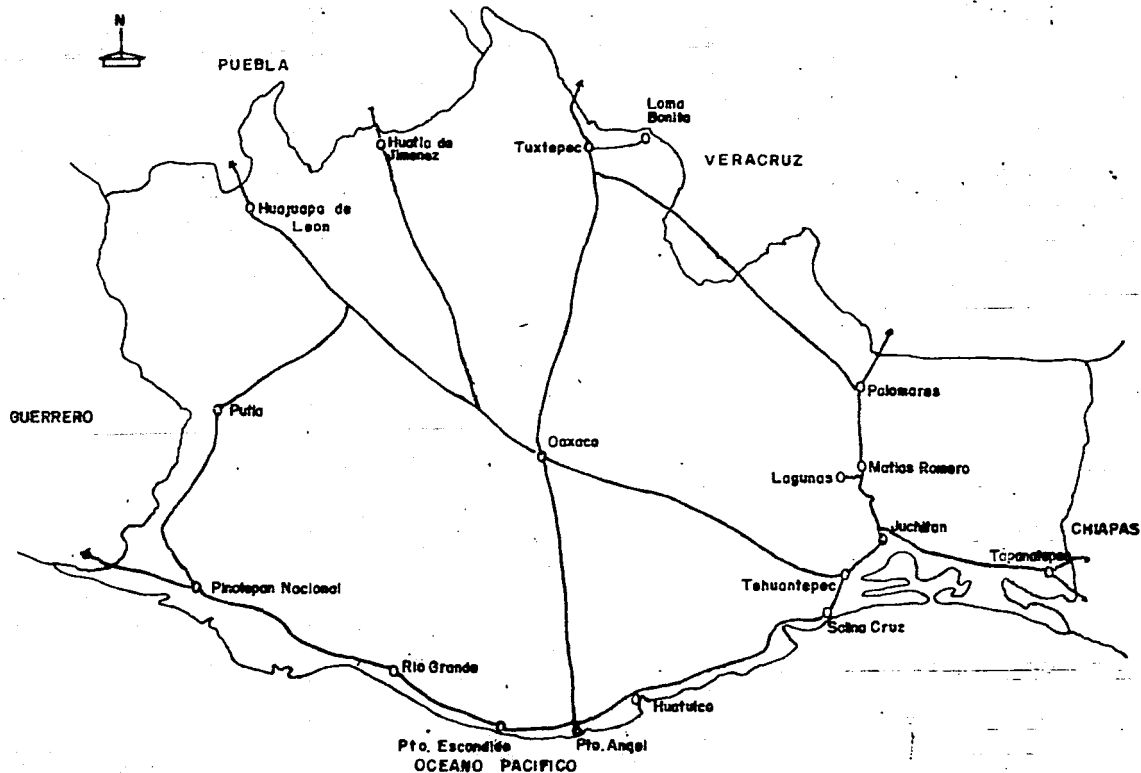 N
PUEBLA
Loma
Bonita
Huatla de
Jimenez
Tuxtepec
VERACRUZ
Huajuapa de
Leon
Palomares
GUERRERO
Putla
Oaxaca
Matias Romero
Lagunas
Juchitan
CHIAPAS
Tapanatepec
Pinotepan Nacional
Tehuantepec
Salina Cruz
Rio Grande
Huatulco
Pto. Escondido
Pto. Angel
OCEANO PACIFICO